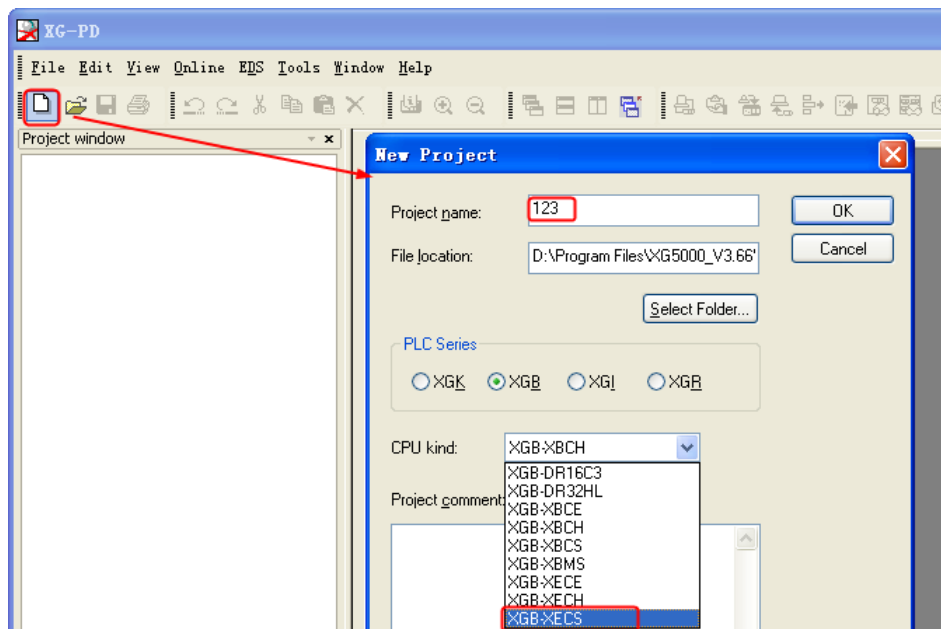 XG-PD
File Edit View Online EDS Tools Window Help
Project window
New Project
Project name:
123
OK
File location:
D:\Program Files\XG5000_V3.66\
Cancel
Select Folder...
PLC Series
XGK XGB XGI XGR
CPU kind:
XGB-XBCH
XGB-DR16C3
XGB-DR32HL
Project comment:
XGB-XBCE
XGB-XBCH
XGB-XBCS
XGB-XBMS
XGB-XECE
XGB-XECH
XGB-XECS